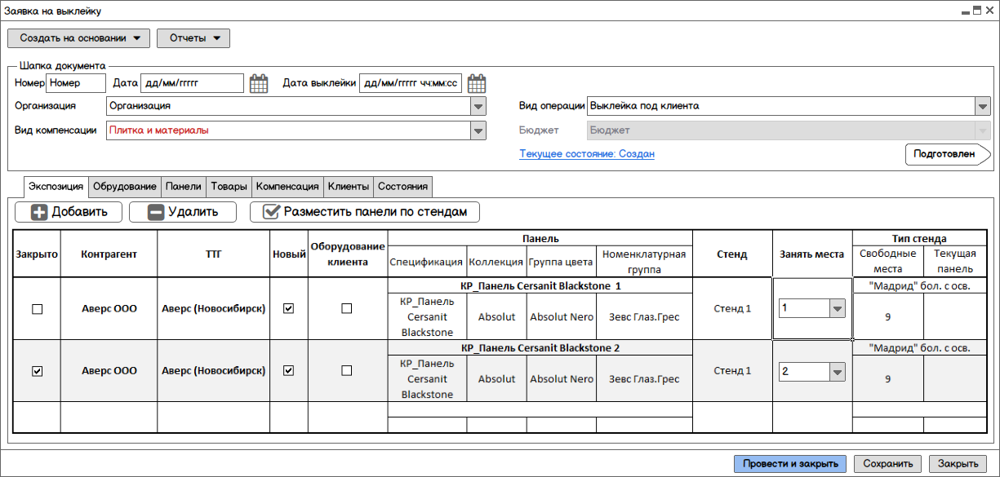 Заявка на выклейку
Создать на основании Отчеты
Шапка документа
Номер Номер Дата дд/мм/гггг Дата выклейки дд/мм/гггг чч:мм:сс
Организация Организация Вид операции Выклейка под клиента
Вид компенсации Плитка и материалы Бюджет Бюджет
Текущее состояние: Создан Подготовлен
Экспозиция Обрудование Панели Товары Компенсация Клиенты Состояния
Добавить Удалить Разместить панели по стендам
Закрыто Контрагент ТТГ Новый Оборудование клиента Панель Стенд Занять места Тип стенда
Спецификация Коллекция Группа цвета Номенклатурная группа Свободные места Текущая панель
КР_Панель Cersanit Blackstone 1 "Мадрид" бол. с осв.
Аверс ООО Аверс (Новосибирск) КР_Панель Cersanit Blackstone Absolut Absolut Nero Зевс Глаз.Грес Стенд 1 1 9
КР_Панель Cersanit Blackstone 2 "Мадрид" бол. с осв.
Аверс ООО Аверс (Новосибирск) КР_Панель Cersanit Blackstone Absolut Absolut Nero Зевс Глаз.Грес Стенд 1 2 9
Провести и закрыть Сохранить Закрыть